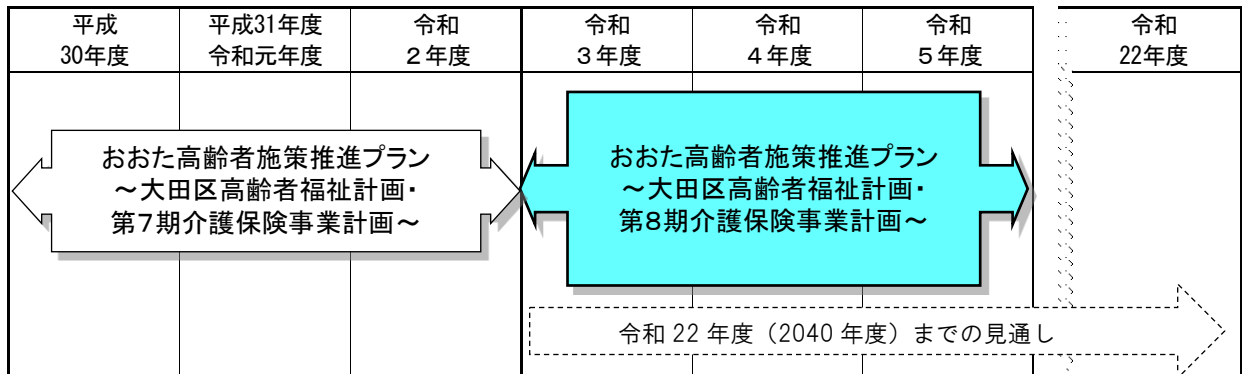 平成
30年度
平成31年度
令和元年度
令和
２年度
令和
３年度
令和
４年度
令和
５年度
令和
22年度
おおた高齢者施策推進プラン
～大田区高齢者福祉計画・
第７期介護保険事業計画～
おおた高齢者施策推進プラン
～大田区高齢者福祉計画・
第８期介護保険事業計画～
令和 22 年度（2040 年度）までの見通し